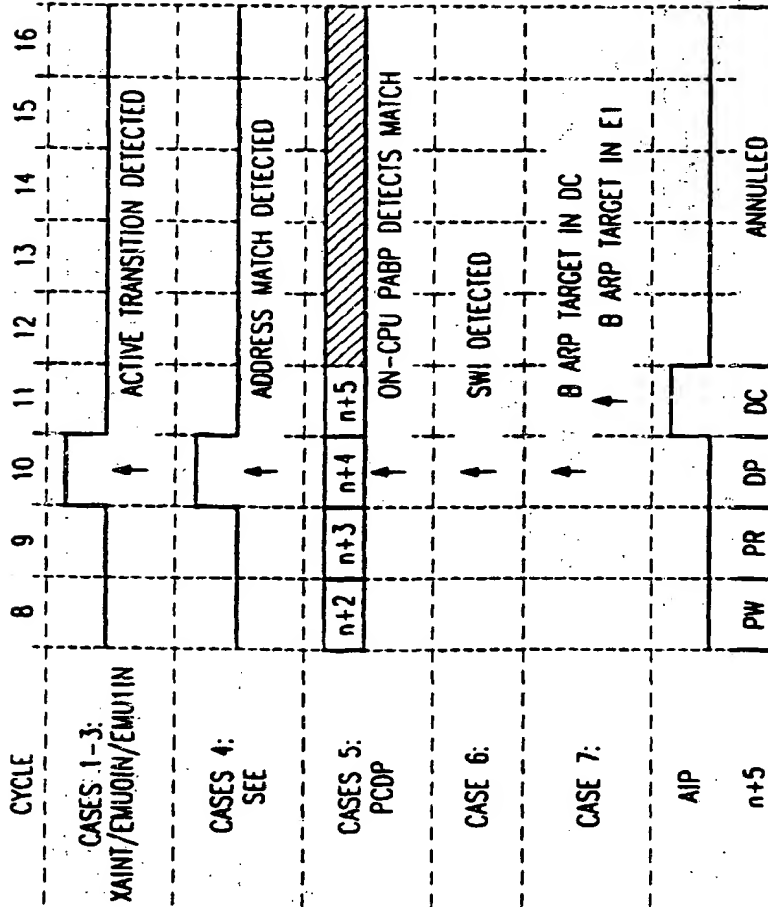 CYCLE 8 9 10 11 12 13 14 15 16
CASES 1-3:
XAINT/EMU0IN/EMU1IN
ACTIVE TRANSITION DETECTED
CASES 4:
SEE
ADDRESS MATCH DETECTED
CASES 5:
PCDP
n+2 n+3 n+4 n+5
ON-CPU PABP DETECTS MATCH
CASE 6:
SWI DETECTED
CASE 7:
B ARP TARGET IN DC
B ARP TARGET IN E1
AIP
n+5 PW PR DP DC ANNULLED